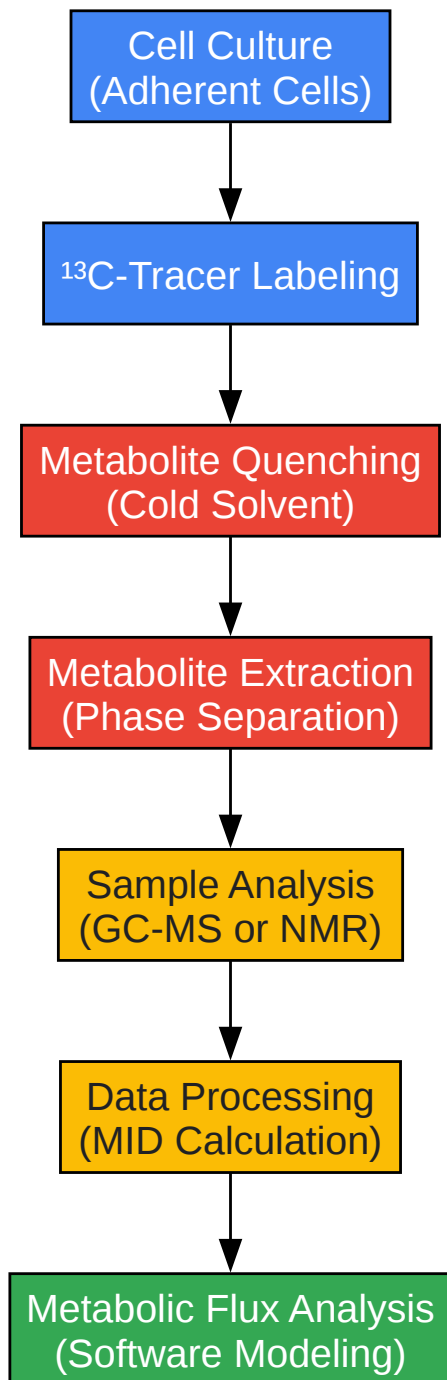 Cell Culture
(Adherent Cells)
¹³C-Tracer Labeling
Metabolite Quenching
(Cold Solvent)
Metabolite Extraction
(Phase Separation)
Sample Analysis
(GC-MS or NMR)
Data Processing
(MID Calculation)
Metabolic Flux Analysis
(Software Modeling)